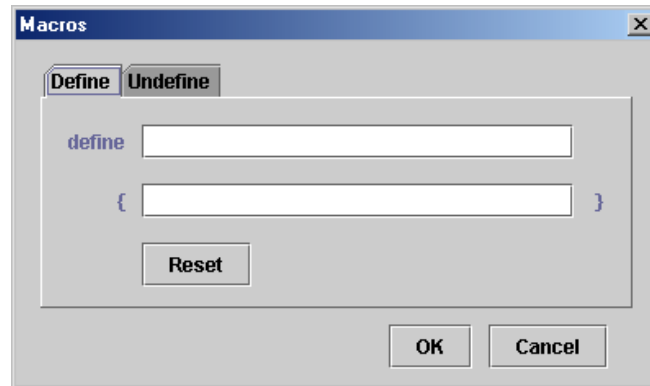 Macros
Define Undefine
define
{ }
Reset
OK Cancel